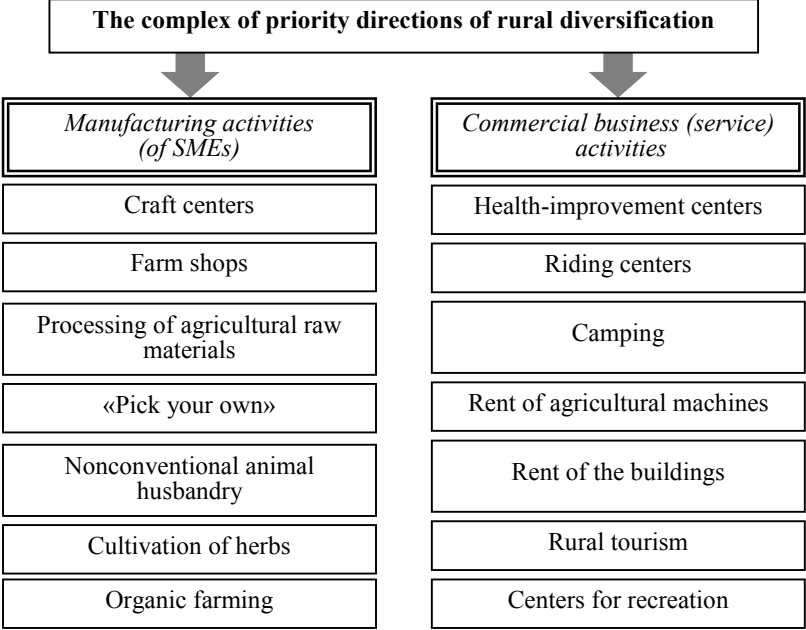 The complex of priority directions of rural diversification
Manufacturing activities
(of SMEs)
Craft centers
Farm shops
Processing of agricultural raw
materials
«Pick your own»
Nonconventional animal
husbandry
Cultivation of herbs
Organic farming
Commercial business (service)
activities
Health-improvement centers
Riding centers
Camping
Rent of agricultural machines
Rent of the buildings
Rural tourism
Centers for recreation